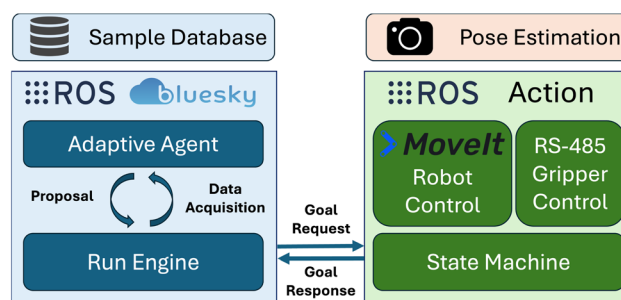 Sample Database
ROS bluesky
Adaptive Agent
Proposal
Data
Acquisition
Run Engine
Goal
Request
Goal
Response
Pose Estimation
ROS Action
MoveIt
Robot
Control
RS-485
Gripper
Control
State Machine